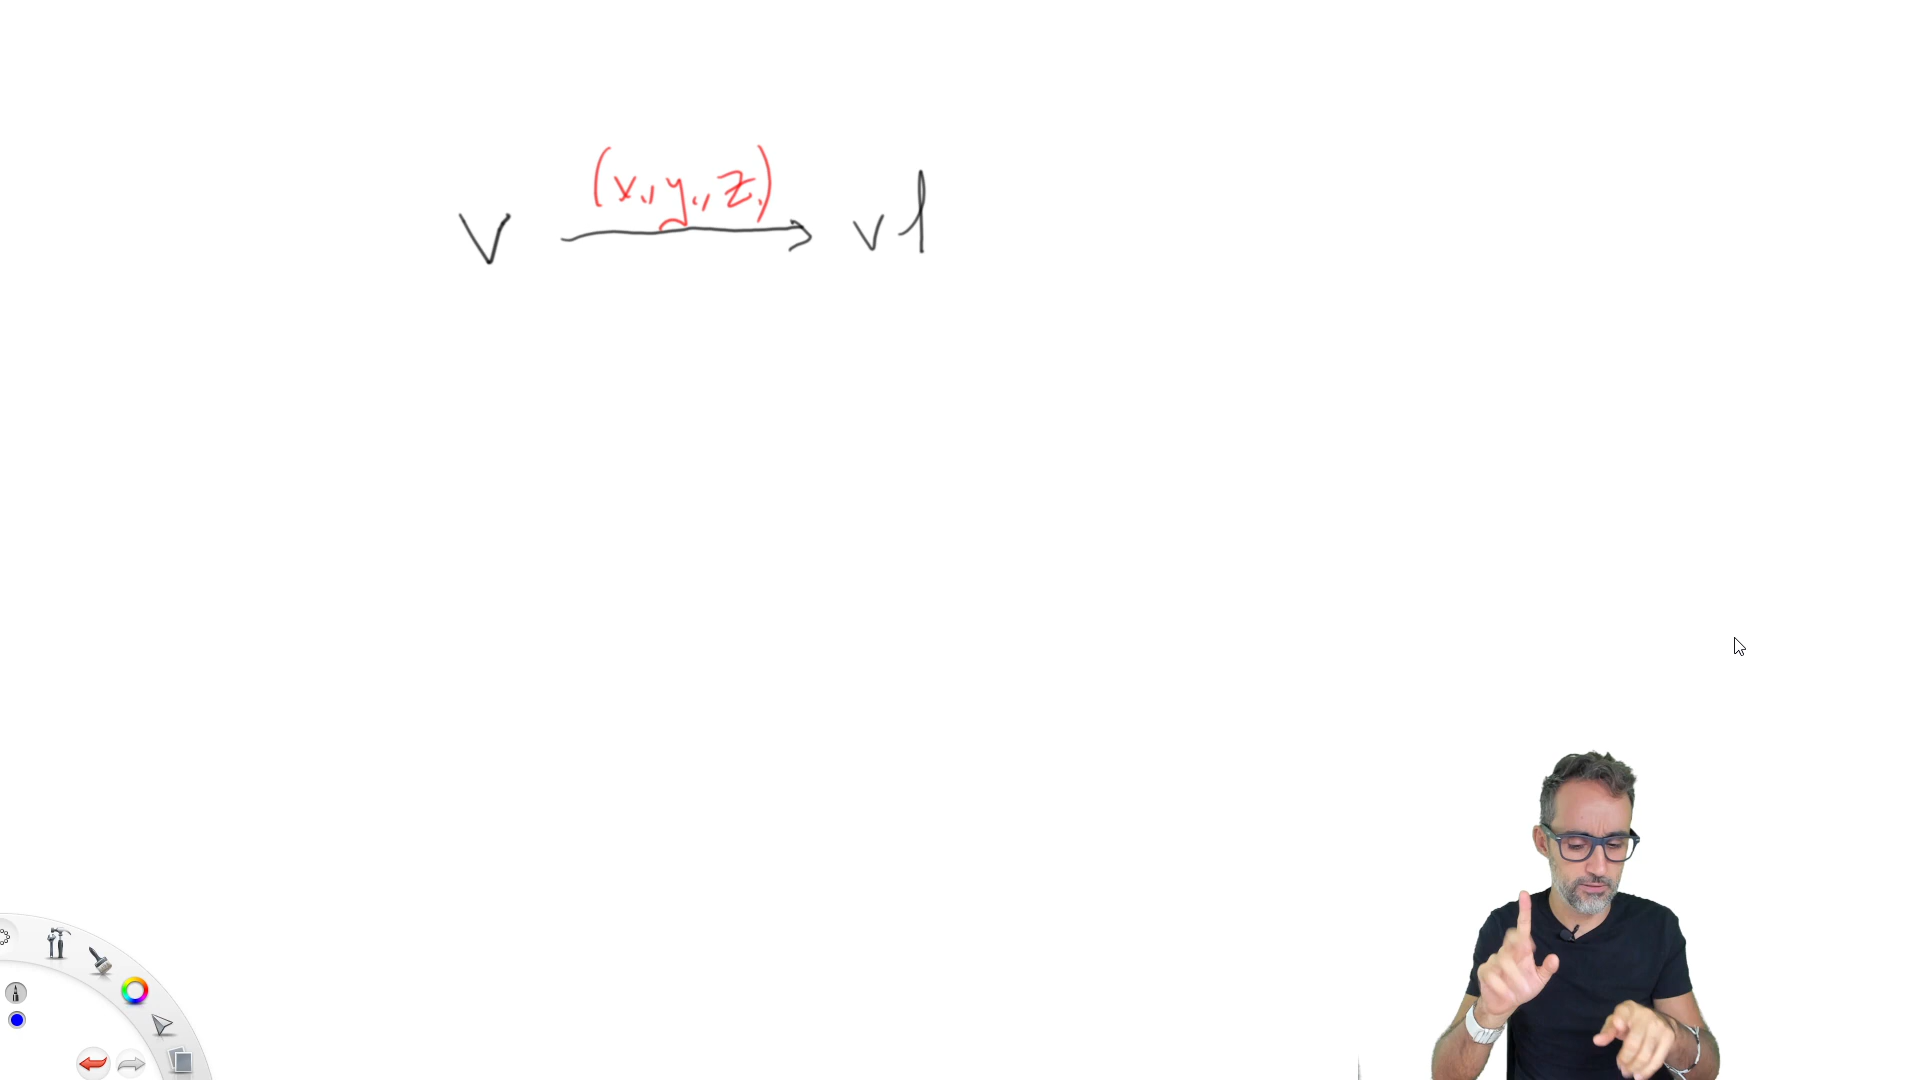 (x₁, y₁, z₁)
V → v1